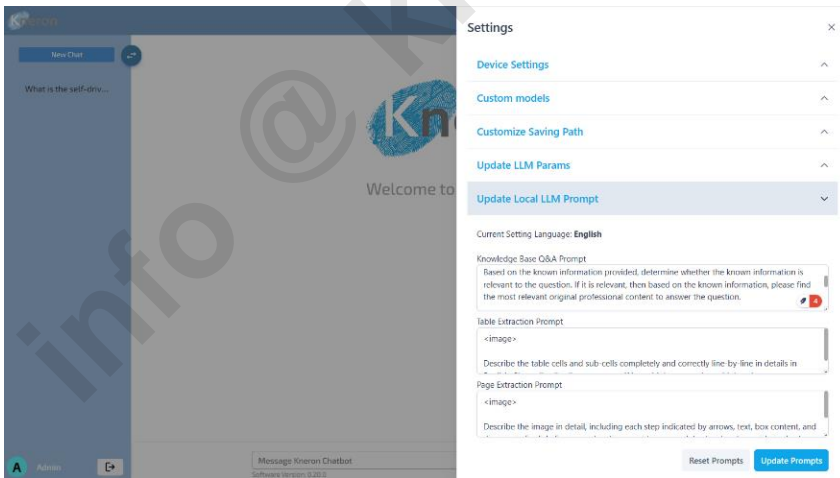 Kneron
New Chat
What is the self-driv...
Kn
Welcome to
A
Admin
Message Kneron Chatbot
info @ k
Settings
Device Settings
Custom models
Customize Saving Path
Update LLM Params
Update Local LLM Prompt
Current Setting Language: English
Knowledge Base Q&A Prompt
Based on the known information provided, determine whether the known information is
relevant to the question. If it is relevant, then based on the known information, please find
the most relevant original professional content to answer the question.
4
Table Extraction Prompt
<image>
Describe the table cells and sub-cells completely and correctly line-by-line in details in
Page Extraction Prompt
<image>
Describe the image in detail, including each step indicated by arrows, text, box content, and
Reset Prompts
Update Prompts